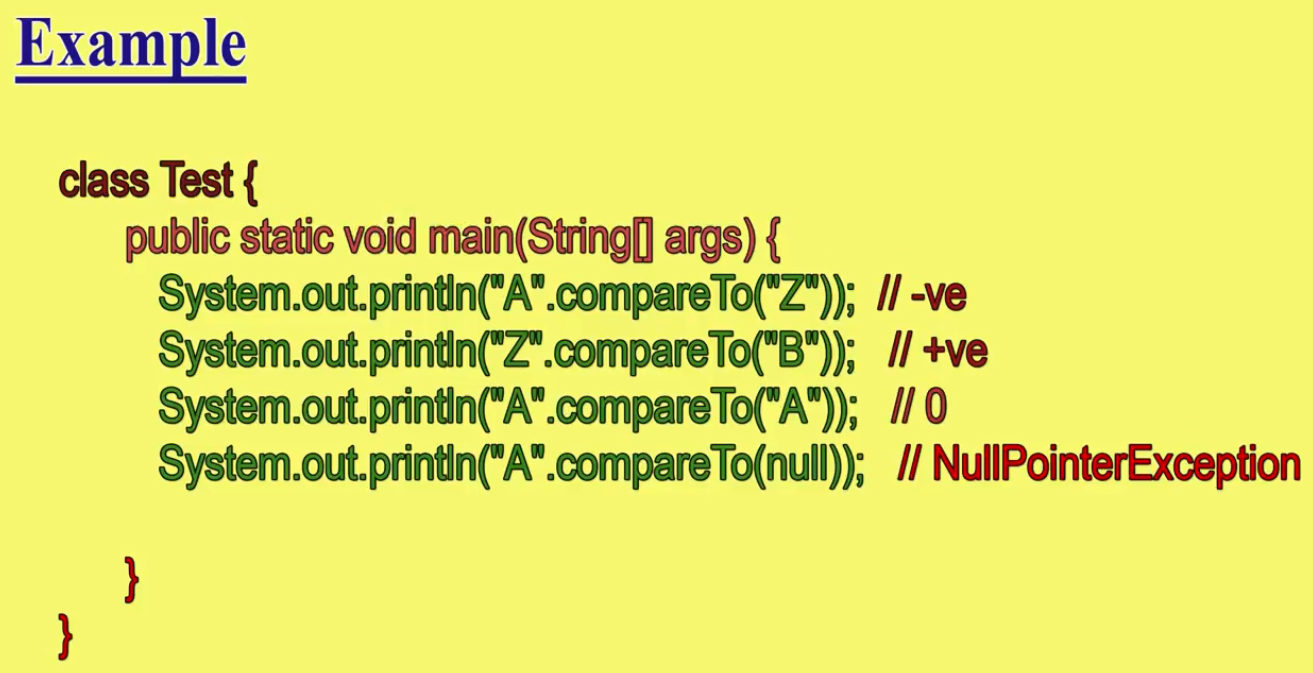 Example
class Test {
public static void main(String[] args) {
System.out.println("A".compareTo("Z")); // -ve
System.out.println("Z".compareTo("B")); // +ve
System.out.println("A".compareTo("A")); // 0
System.out.println("A".compareTo(null)); // NullPointerException
}
}